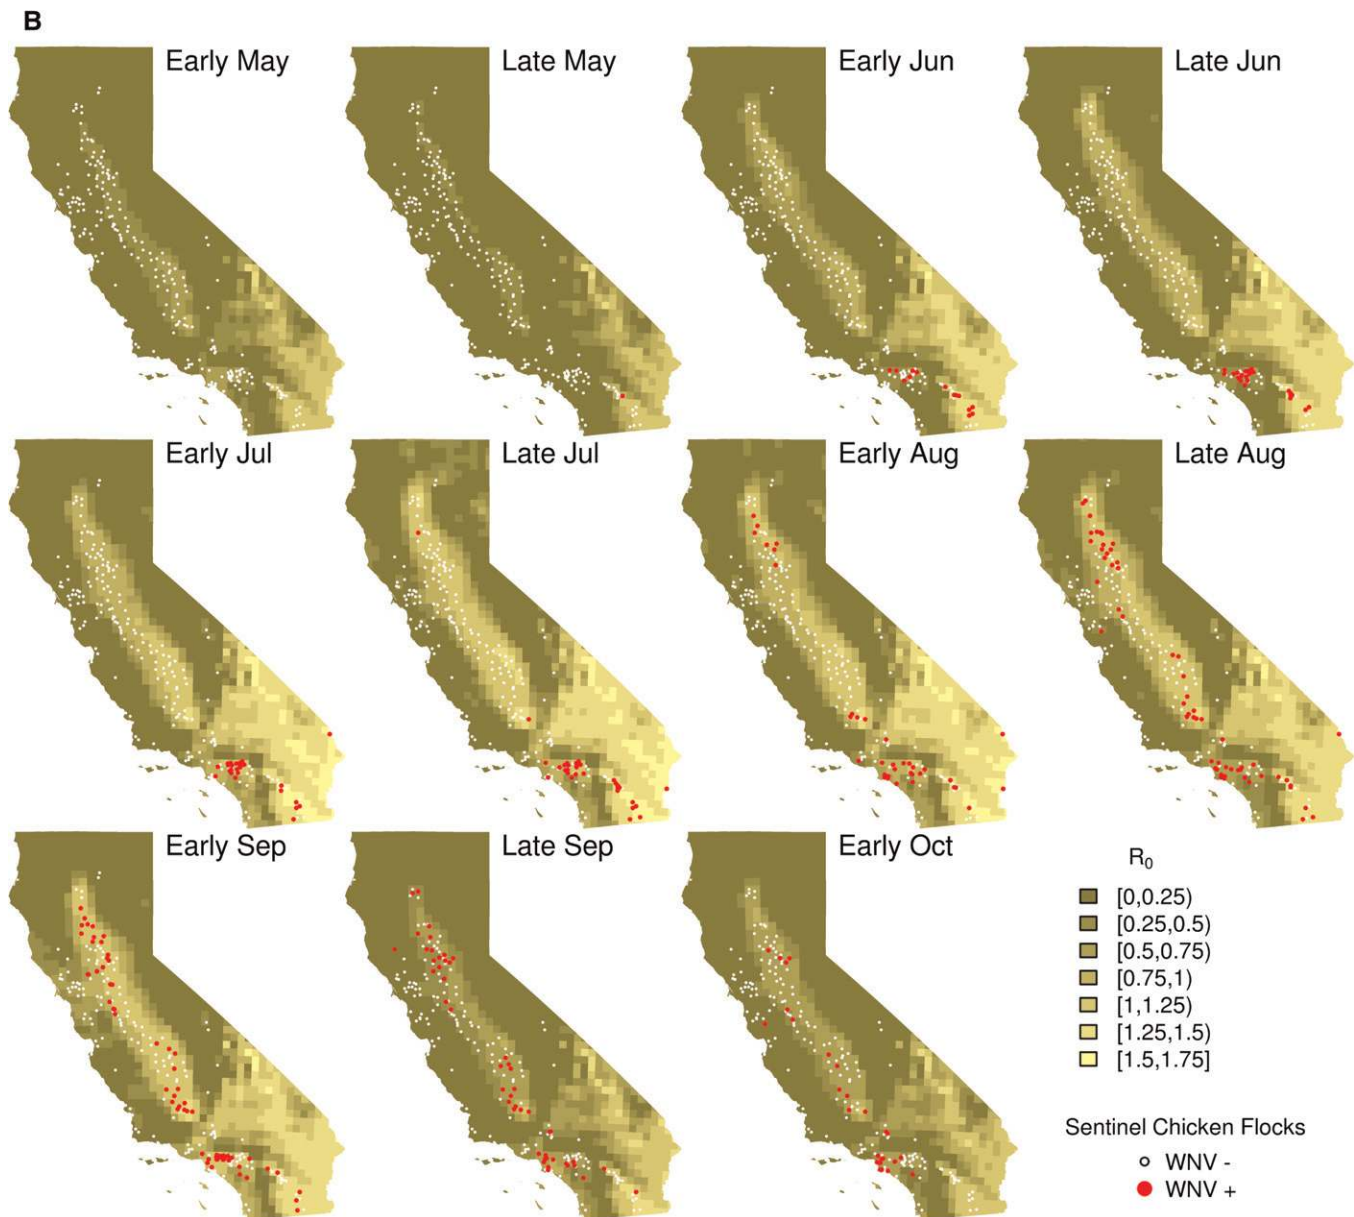 B
Early May
Late May
Early Jun
Late Jun
Early Jul
Late Jul
Early Aug
Late Aug
Early Sep
Late Sep
Early Oct
R₀
[0,0.25)
[0.25,0.5)
[0.5,0.75)
[0.75,1)
[1,1.25)
[1.25,1.5)
[1.5,1.75]
Sentinel Chicken Flocks
WNV -
WNV +